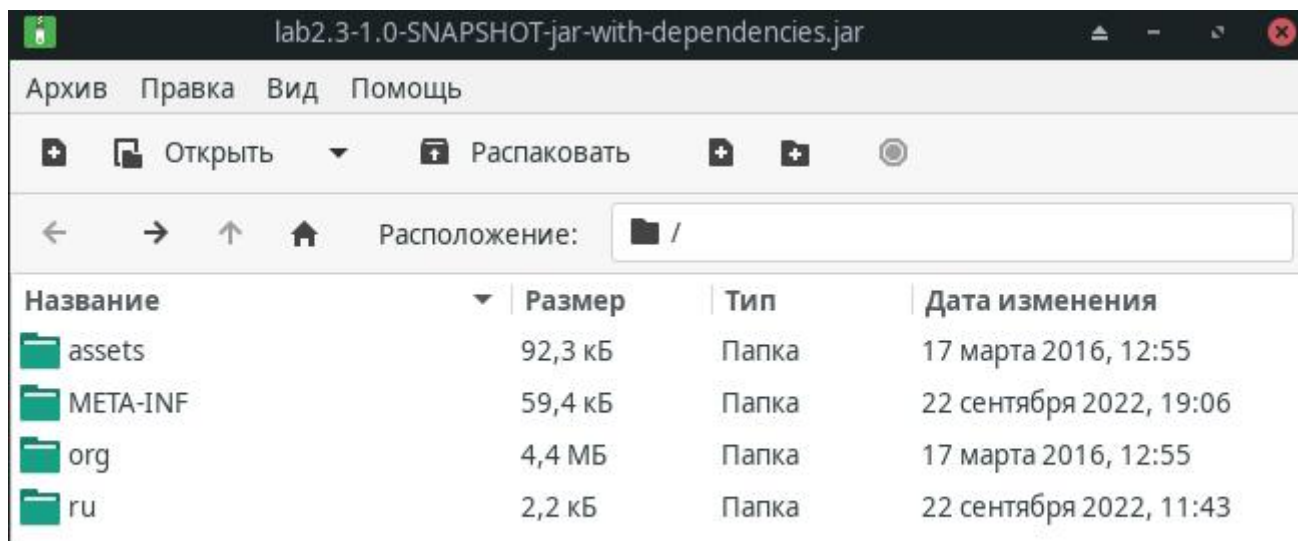 lab2.3-1.0-SNAPSHOT-jar-with-dependencies.jar
Архив Правка Вид Помощь
Открыть Распаковать
Расположение: /
Название Размер Тип Дата изменения
assets 92,3 кБ Папка 17 марта 2016, 12:55
META-INF 59,4 кБ Папка 22 сентября 2022, 19:06
org 4,4 МБ Папка 17 марта 2016, 12:55
ru 2,2 кБ Папка 22 сентября 2022, 11:43